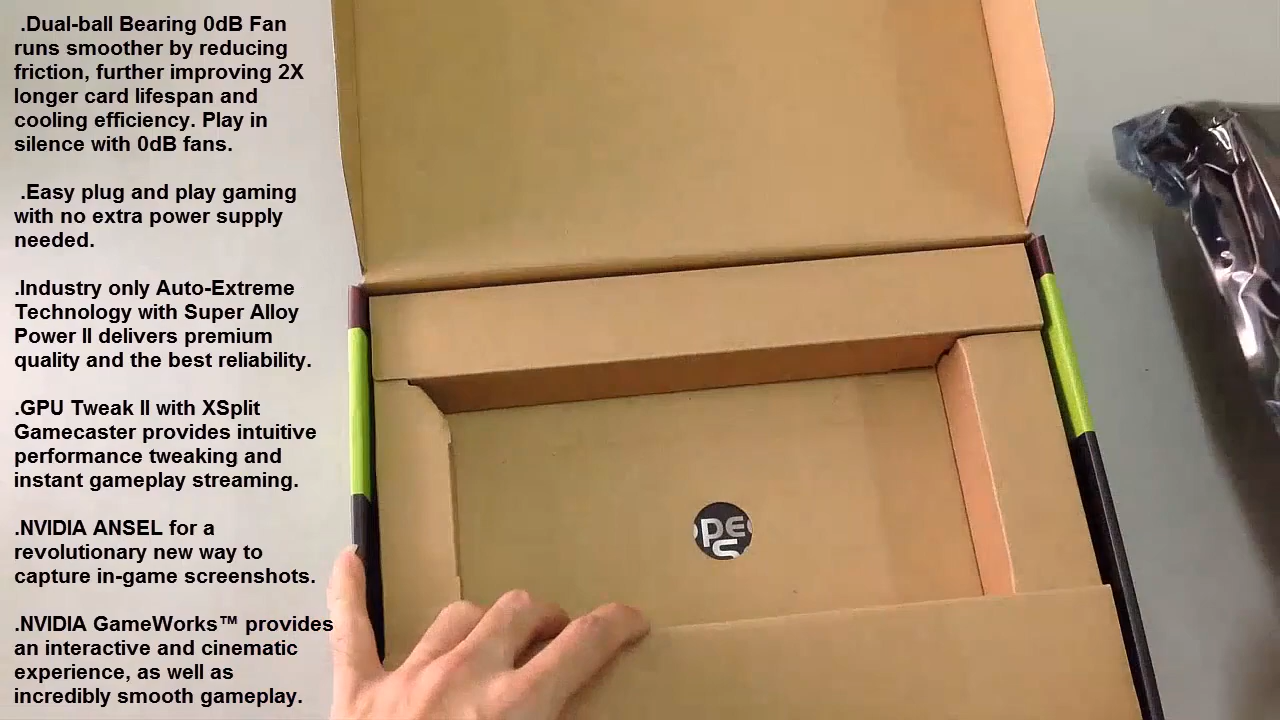 .Dual-ball Bearing 0dB Fan
runs smoother by reducing
friction, further improving 2X
longer card lifespan and
cooling efficiency. Play in
silence with 0dB fans.
.Easy plug and play gaming
with no extra power supply
needed.
.Industry only Auto-Extreme
Technology with Super Alloy
Power II delivers premium
quality and the best reliability.
.GPU Tweak II with XSplit
Gamecaster provides intuitive
performance tweaking and
instant gameplay streaming.
.NVIDIA ANSEL for a
revolutionary new way to
capture in-game screenshots.
.NVIDIA GameWorks™ provides
an interactive and cinematic
experience, as well as
incredibly smooth gameplay.